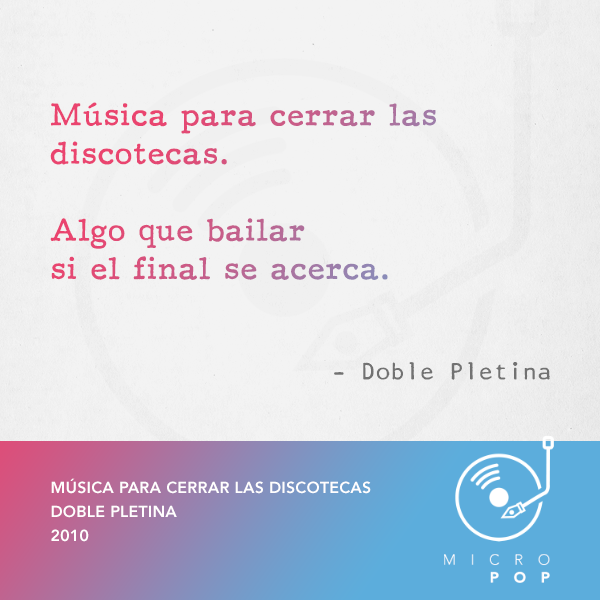 Música para cerrar las
discotecas.
Algo que bailar
si el final se acerca.
– Doble Pletina
MÚSICA PARA CERRAR LAS DISCOTECAS
DOBLE PLETINA
2010
MICRO
POP